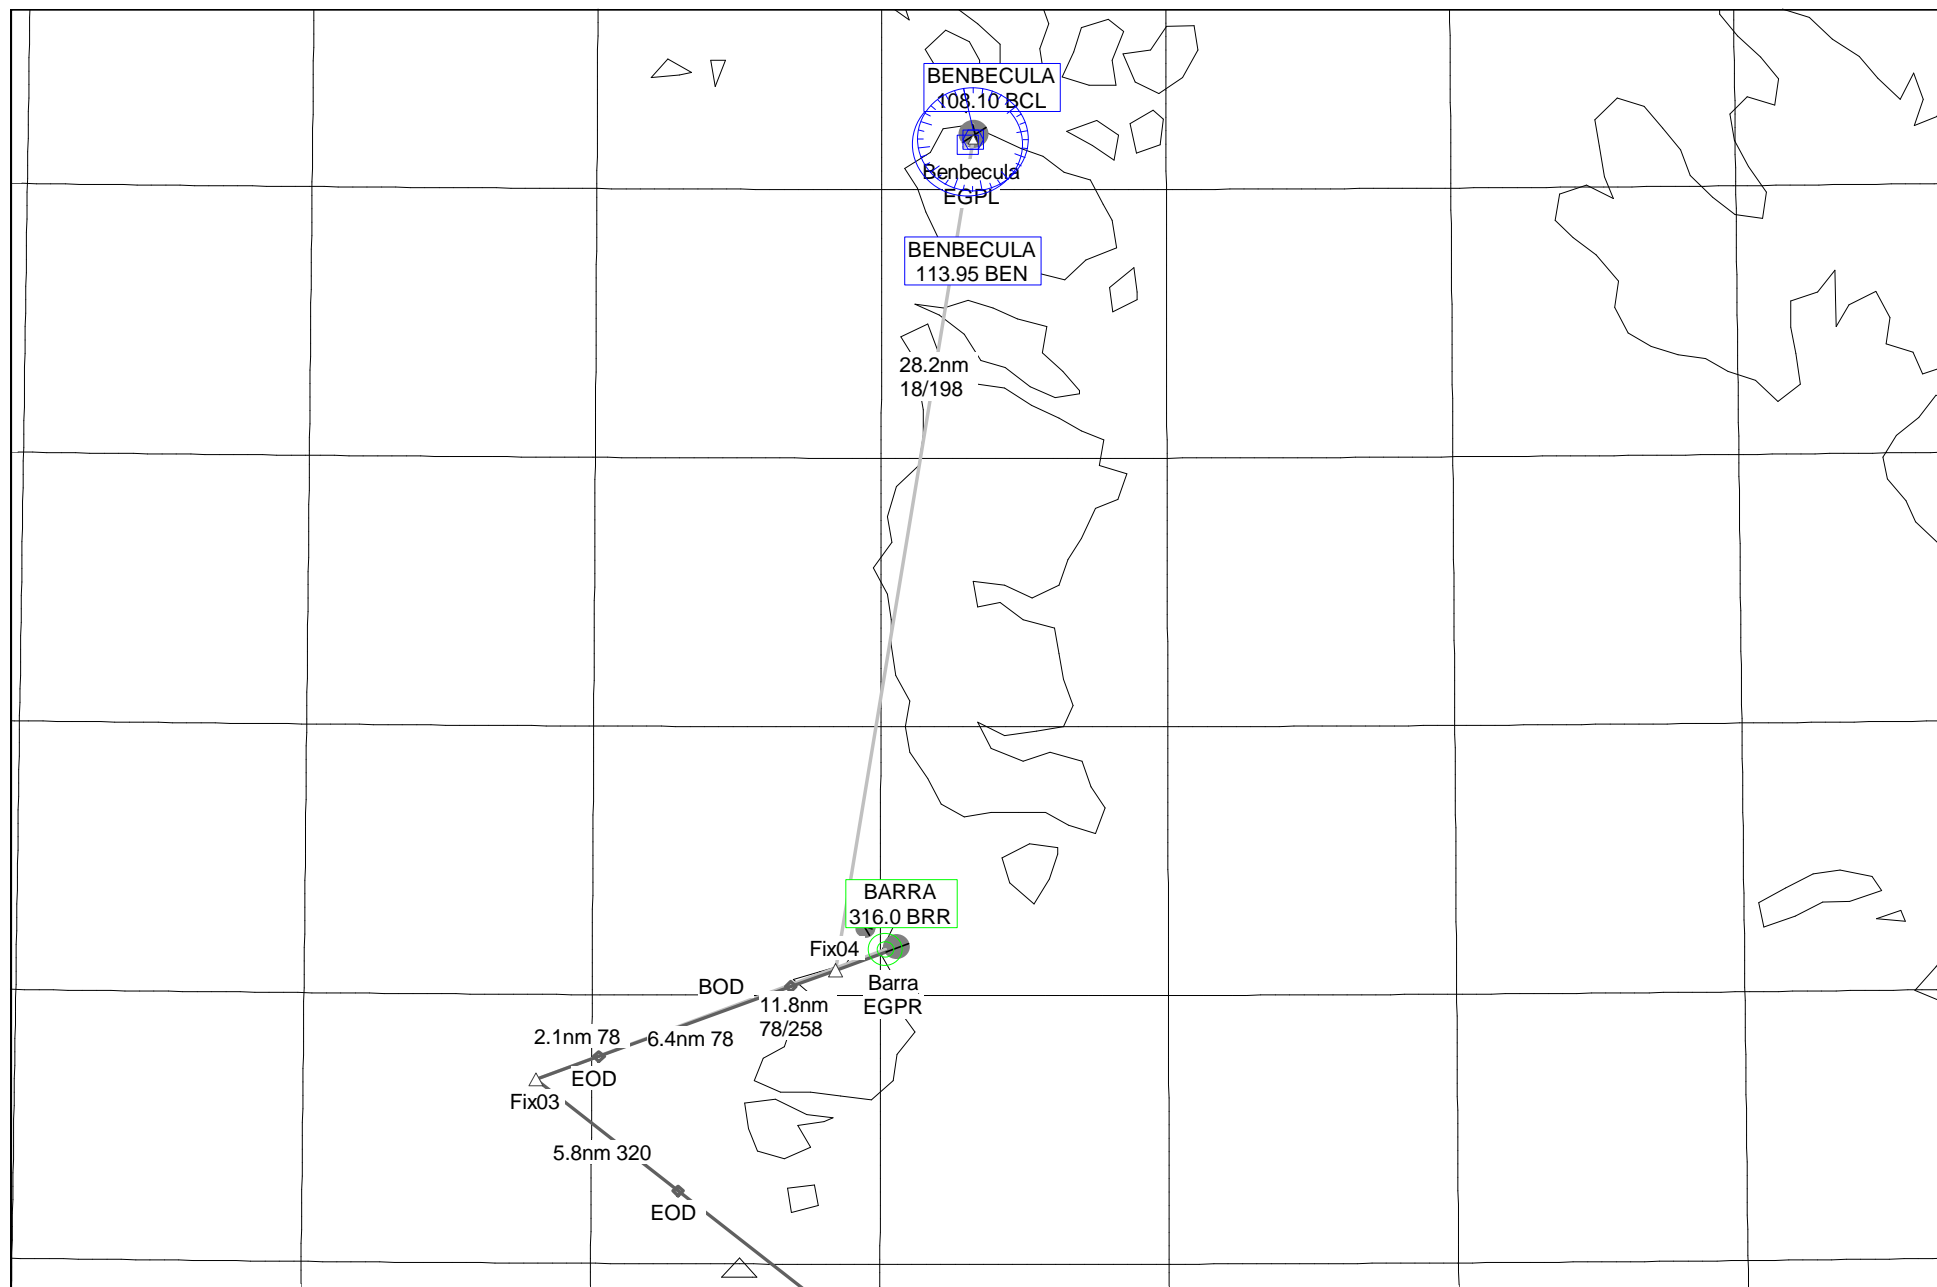 BENBECULA
108.10 BCL
Benbecula
EGPL
BENBECULA
113.95 BEN
28.2nm
18/198
BARRA
316.0 BRR
Fix04
Barra
EGPR
BOD
11.8nm
78/258
2.1nm 78
6.4nm 78
EOD
Fix03
5.8nm 320
EOD